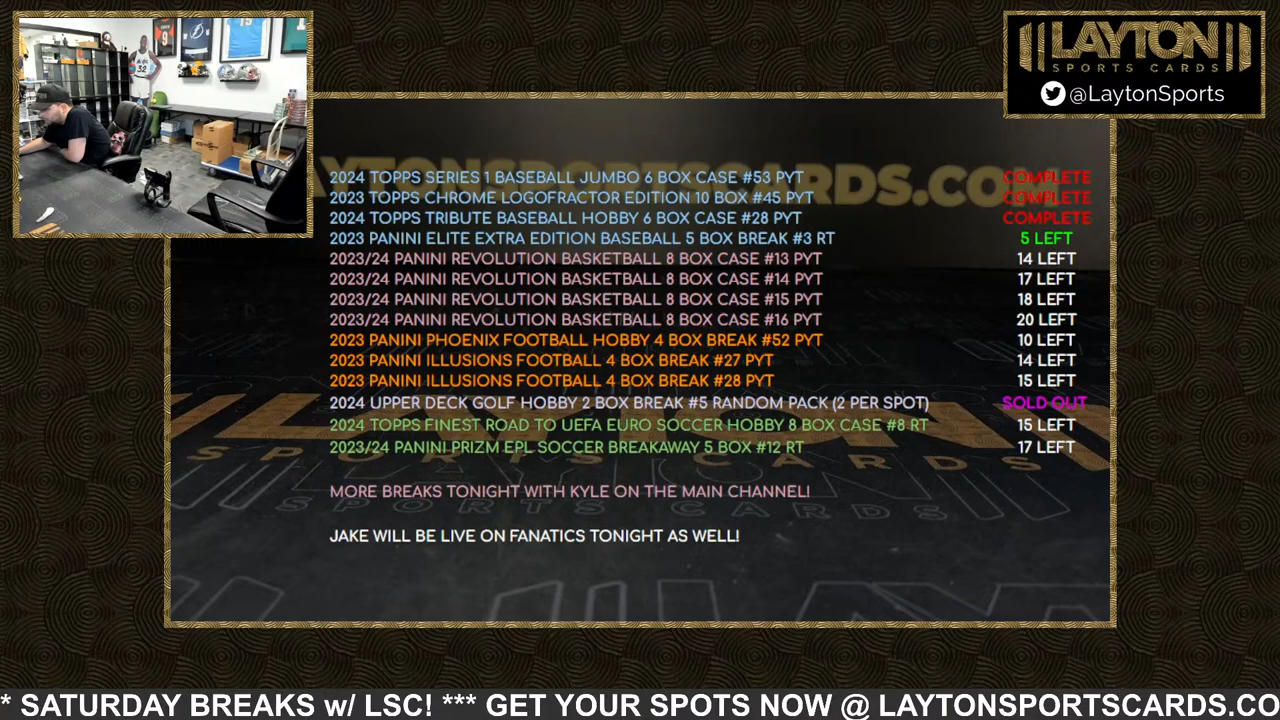 LAYTON
SPORTS CARDS
@LaytonSports
LAYTONSPORTSCARDS.CO
2024 TOPPS SERIES 1 BASEBALL JUMBO 6 BOX CASE #53 PYT COMPLETE
2023 TOPPS CHROME LOGOFRACTOR EDITION 10 BOX #45 PYT COMPLETE
2024 TOPPS TRIBUTE BASEBALL HOBBY 6 BOX CASE #28 PYT COMPLETE
2023 PANINI ELITE EXTRA EDITION BASEBALL 5 BOX BREAK #3 RT 5 LEFT
2023/24 PANINI REVOLUTION BASKETBALL 8 BOX CASE #13 PYT 14 LEFT
2023/24 PANINI REVOLUTION BASKETBALL 8 BOX CASE #14 PYT 17 LEFT
2023/24 PANINI REVOLUTION BASKETBALL 8 BOX CASE #15 PYT 18 LEFT
2023/24 PANINI REVOLUTION BASKETBALL 8 BOX CASE #16 PYT 20 LEFT
2023 PANINI PHOENIX FOOTBALL HOBBY 4 BOX BREAK #52 PYT 10 LEFT
2023 PANINI ILLUSIONS FOOTBALL 4 BOX BREAK #27 PYT 14 LEFT
2023 PANINI ILLUSIONS FOOTBALL 4 BOX BREAK #28 PYT 15 LEFT
2024 UPPER DECK GOLF HOBBY 2 BOX BREAK #5 RANDOM PACK (2 PER SPOT) SOLD OUT
2024 TOPPS FINEST ROAD TO UEFA EURO SOCCER HOBBY 8 BOX CASE #8 RT 15 LEFT
2023/24 PANINI PRIZM EPL SOCCER BREAKAWAY 5 BOX #12 RT 17 LEFT
MORE BREAKS TONIGHT WITH KYLE ON THE MAIN CHANNEL!
JAKE WILL BE LIVE ON FANATICS TONIGHT AS WELL!
* SATURDAY BREAKS w/ LSC! *** GET YOUR SPOTS NOW @ LAYTONSPORTSCARDS.CO